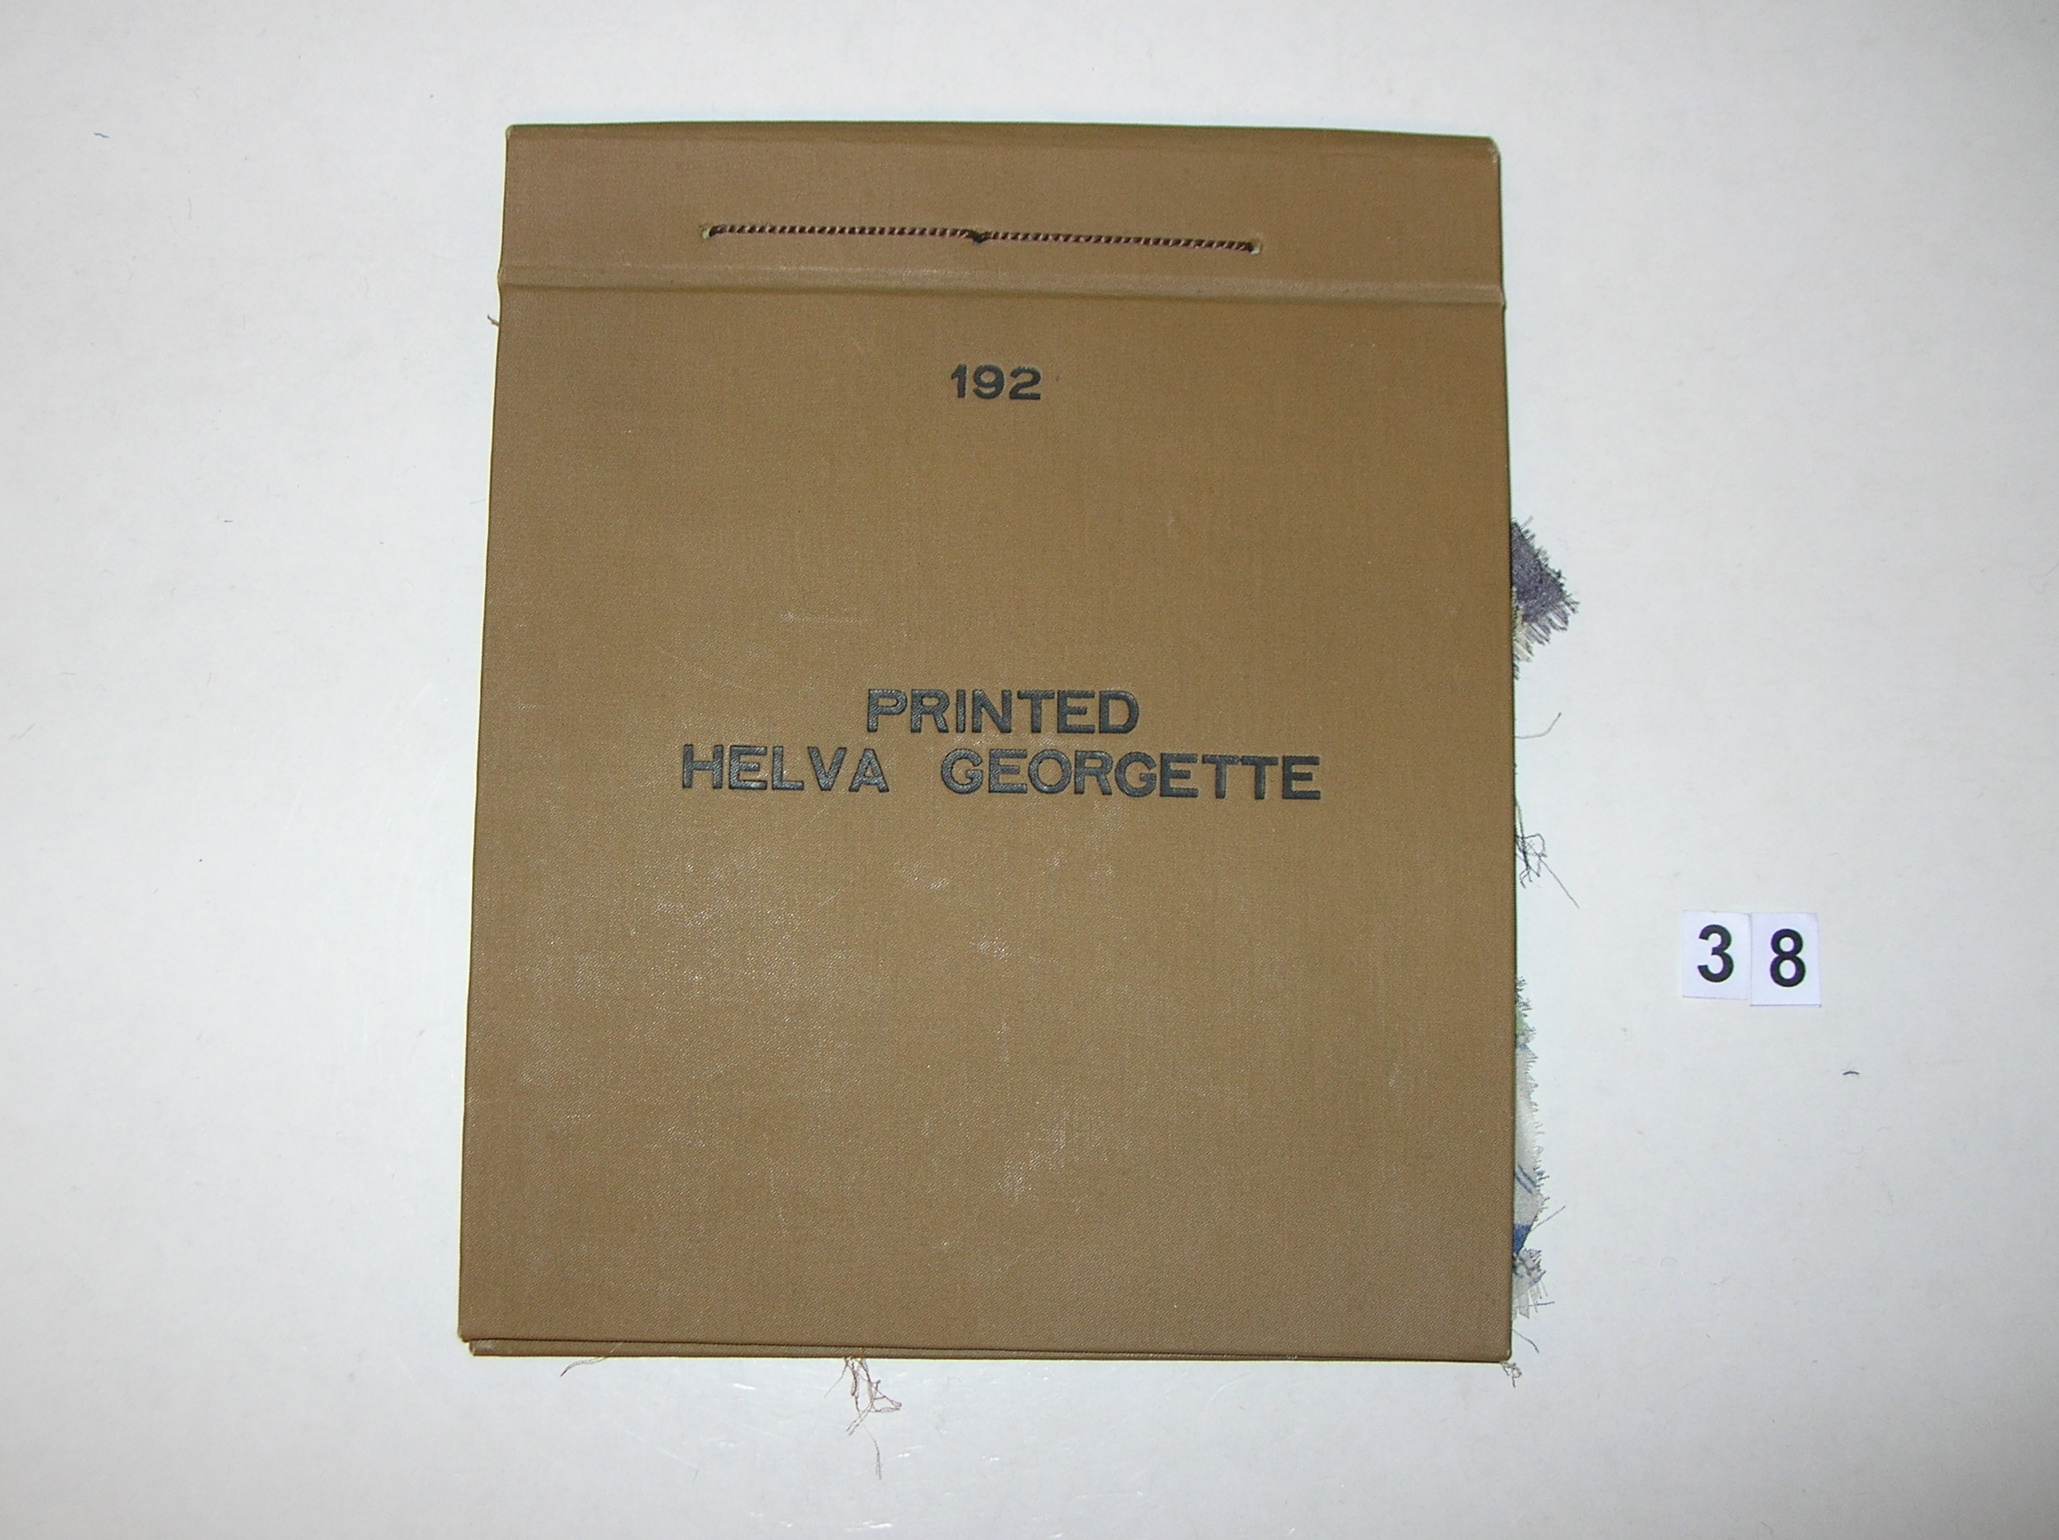 192
PRINTED
HELVA GEORGETTE
38